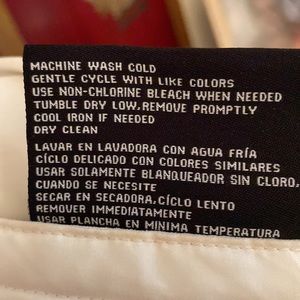 MACHINE WASH COLD
GENTLE CYCLE WITH LIKE COLORS
USE NON-CHLORINE BLEACH WHEN NEEDED
TUMBLE DRY LOW, REMOVE PROMPTLY
COOL IRON IF NEEDED
DRY CLEAN
LAVAR EN LAVADORA CON AGUA FRÍA
CÍCLO DELICADO CON COLORES SIMILARES
USAR SOLAMENTE BLANQUEADOR SIN CLORO,
CUANDO SE NECESITE
SECAR EN SECADORA, CÍCLO LENTO
REMOVER IMMEDIATAMENTE
USAR PLANCHA EN MÍNIMA TEMPERATURA